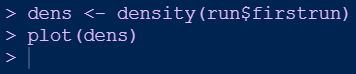 > dens <- density(run$firstrun)
> plot(dens)
>